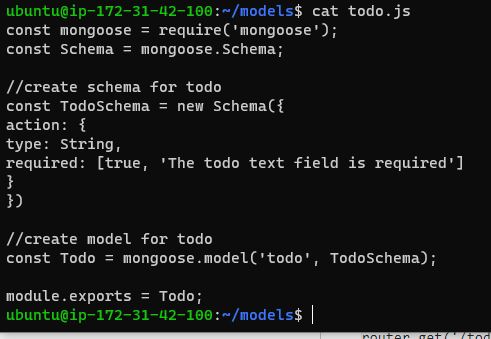 ubuntu@ip-172-31-42-100:~/models$ cat todo.js
const mongoose = require('mongoose');
const Schema = mongoose.Schema;

//create schema for todo
const TodoSchema = new Schema({
action: {
type: String,
required: [true, 'The todo text field is required']
}
})

//create model for todo
const Todo = mongoose.model('todo', TodoSchema);

module.exports = Todo;
ubuntu@ip-172-31-42-100:~/models$